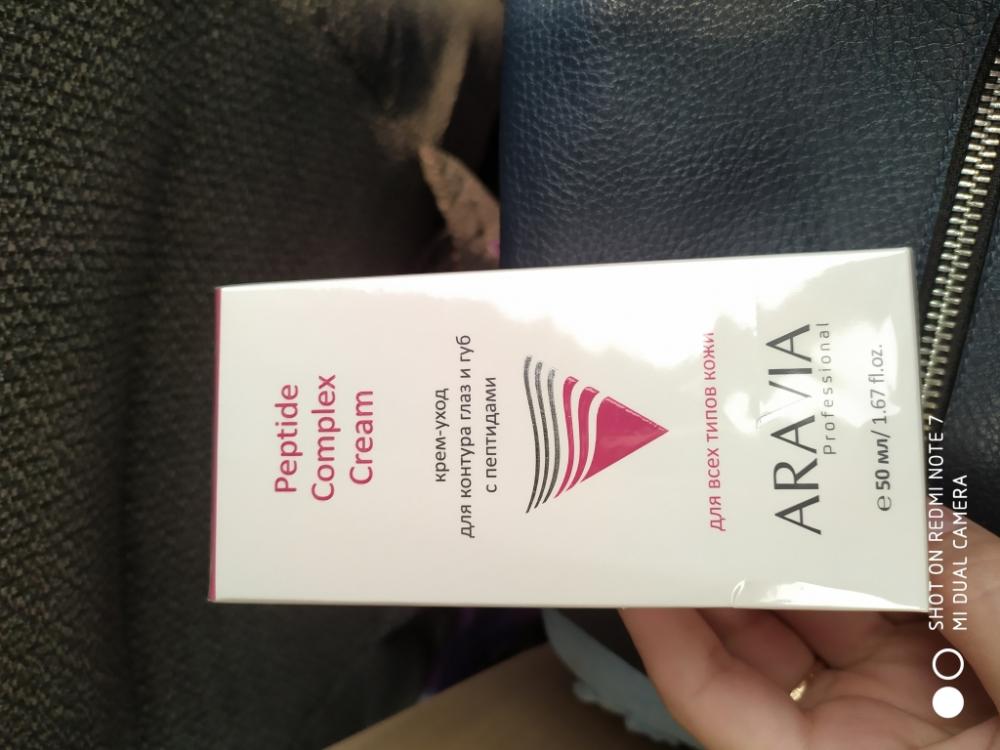 Peptide
Complex
Cream
крем-уход
для контура глаз и губ
с пептидами
для всех типов кожи
ARAVIA
Professional
℮ 50 мл/ 1.67 fl.oz.
SHOT ON REDMI NOTE 7
MI DUAL CAMERA